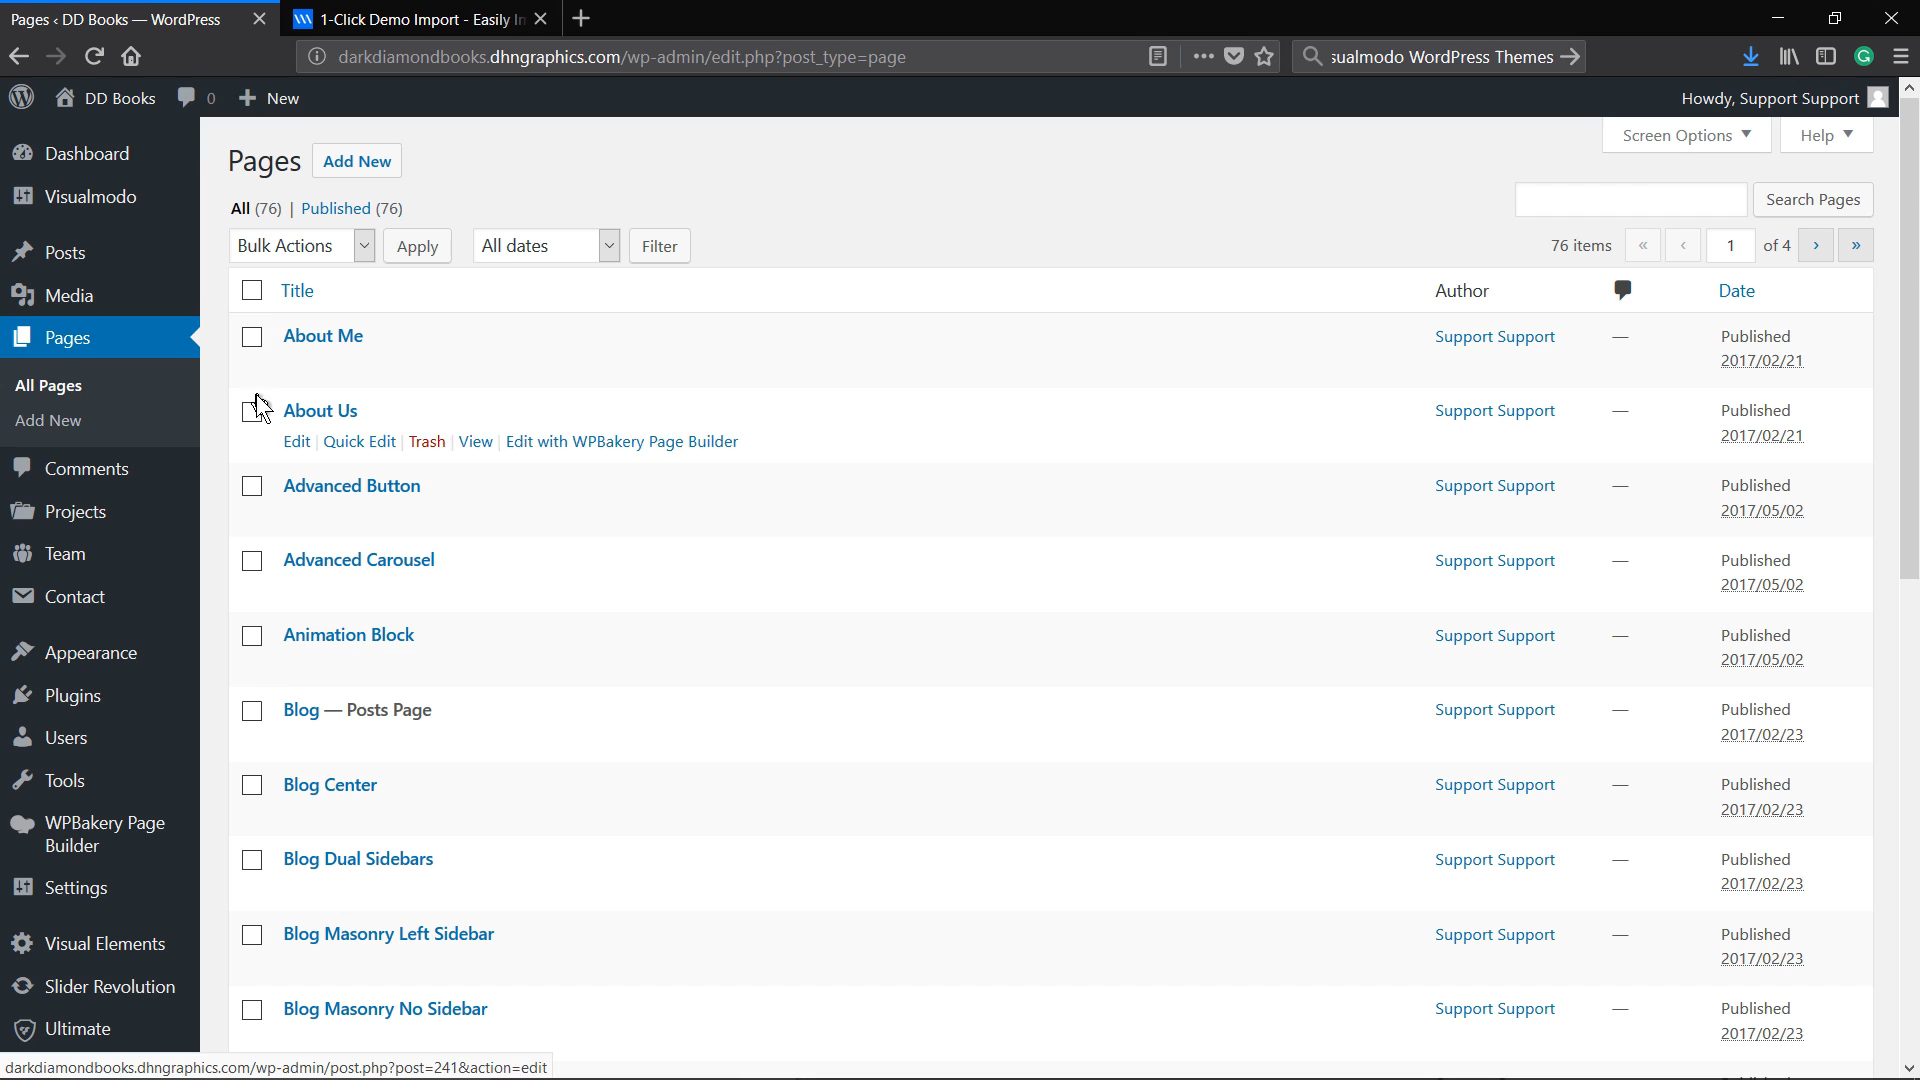 Pages ‹ DD Books — WordPress
1-Click Demo Import - Easily
darkdiamondbooks.dhngraphics.com/wp-admin/edit.php?post_type=page
sualmodo WordPress Themes
DD Books 0 New
Howdy, Support Support
Screen Options Help
Dashboard
Visualmodo
Posts
Media
Pages
All Pages
Add New
Comments
Projects
Team
Contact
Appearance
Plugins
Users
Tools
WPBakery Page
Builder
Settings
Visual Elements
Slider Revolution
Ultimate
Pages Add New
All (76) | Published (76)
Search Pages
Bulk Actions Apply All dates Filter
76 items « ‹ 1 of 4 › »
Title Author Date
About Me Support Support — Published
2017/02/21
About Us Support Support — Published
2017/02/21
Edit | Quick Edit | Trash | View | Edit with WPBakery Page Builder
Advanced Button Support Support — Published
2017/05/02
Advanced Carousel Support Support — Published
2017/05/02
Animation Block Support Support — Published
2017/05/02
Blog — Posts Page Support Support — Published
2017/02/23
Blog Center Support Support — Published
2017/02/23
Blog Dual Sidebars Support Support — Published
2017/02/23
Blog Masonry Left Sidebar Support Support — Published
2017/02/23
Blog Masonry No Sidebar Support Support — Published
2017/02/23
darkdiamondbooks.dhngraphics.com/wp-admin/post.php?post=241&action=edit